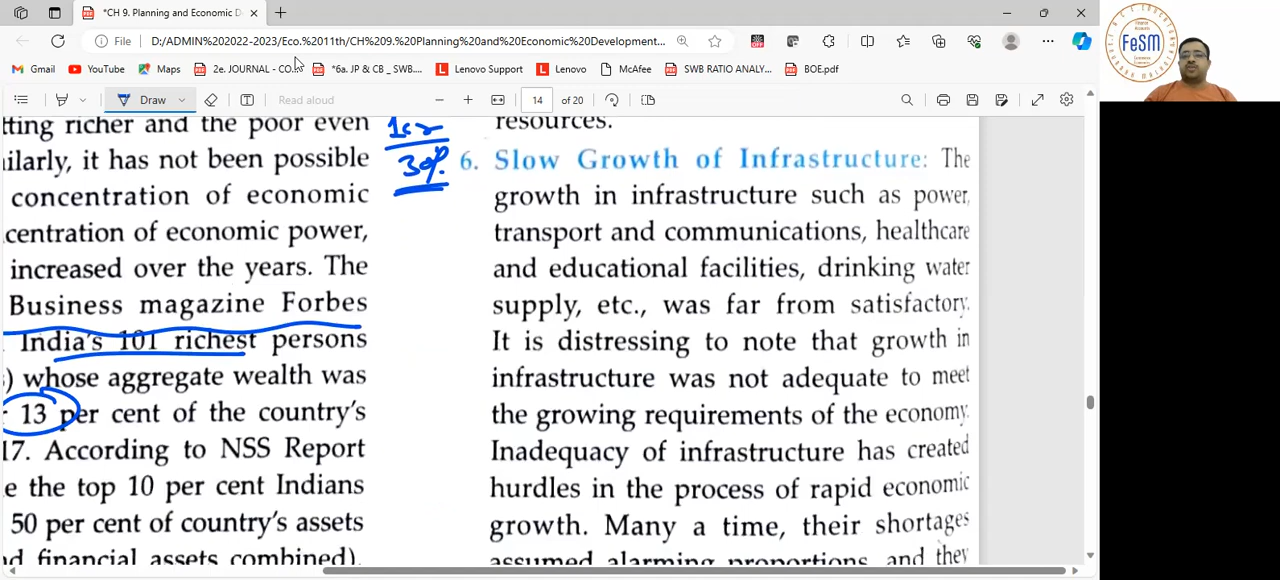 *CH 9. Planning and Economic D
File
D:/ADMIN%202022-2023/Eco.%2011th/CH%209.%20Planning%20and%20Economic%20Development...
Gmail
YouTube
Maps
2e. JOURNAL - CO...
*6a. JP & CB _ SWB....
Lenovo Support
Lenovo
McAfee
SWB RATIO ANALY...
BOE.pdf
Draw
Read aloud
14 of 20
tting richer and the poor even
ilarly, it has not been possible
concentration of economic
centration of economic power,
increased over the years. The
Business magazine Forbes
India's 101 richest persons
) whose aggregate wealth was
13 per cent of the country's
17. According to NSS Report
e the top 10 per cent Indians
50 per cent of country's assets
d financial assets combined).
1cr
30%
resources.
6. Slow Growth of Infrastructure: The
growth in infrastructure such as power,
transport and communications, healthcare
and educational facilities, drinking water
supply, etc., was far from satisfactory.
It is distressing to note that growth in
infrastructure was not adequate to meet
the growing requirements of the economy.
Inadequacy of infrastructure has created
hurdles in the process of rapid economic
growth. Many a time, their shortages
assumed alarming proportions, and they
FeSM